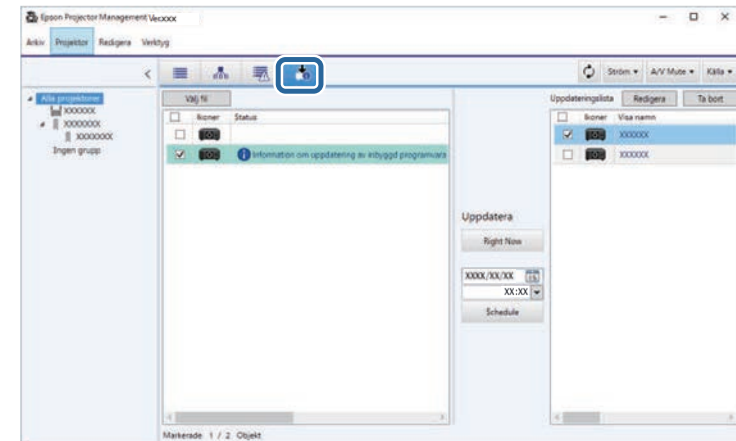 Epson Projector Management Ver.xxxx
Arkiv Projektor Redigera Verktyg
Ström A/V Mute Källa
Alla projektorer
XXXXXX
XXXXXXX
XXXXXXX
Ingen grupp
Välj fil
Ikoner Status
Information om uppdatering av inbyggd programvara
Uppdatera
Right Now
XXXX/XX/XX 15
XX:XX
Schedule
Uppdateringslista Redigera Ta bort
Ikoner Visa namn
XXXXXX
XXXXXX
Markerade 1 / 2 Objekt